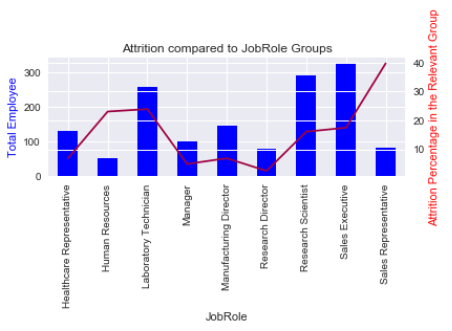 Attrition compared to JobRole Groups
Total Employee
300
200
100
0
40
30
20
10
Attrition Percentage in the Relevant Group
Healthcare Representative
Human Resources
Laboratory Technician
Manager
Manufacturing Director
Research Director
Research Scientist
Sales Executive
Sales Representative
JobRole